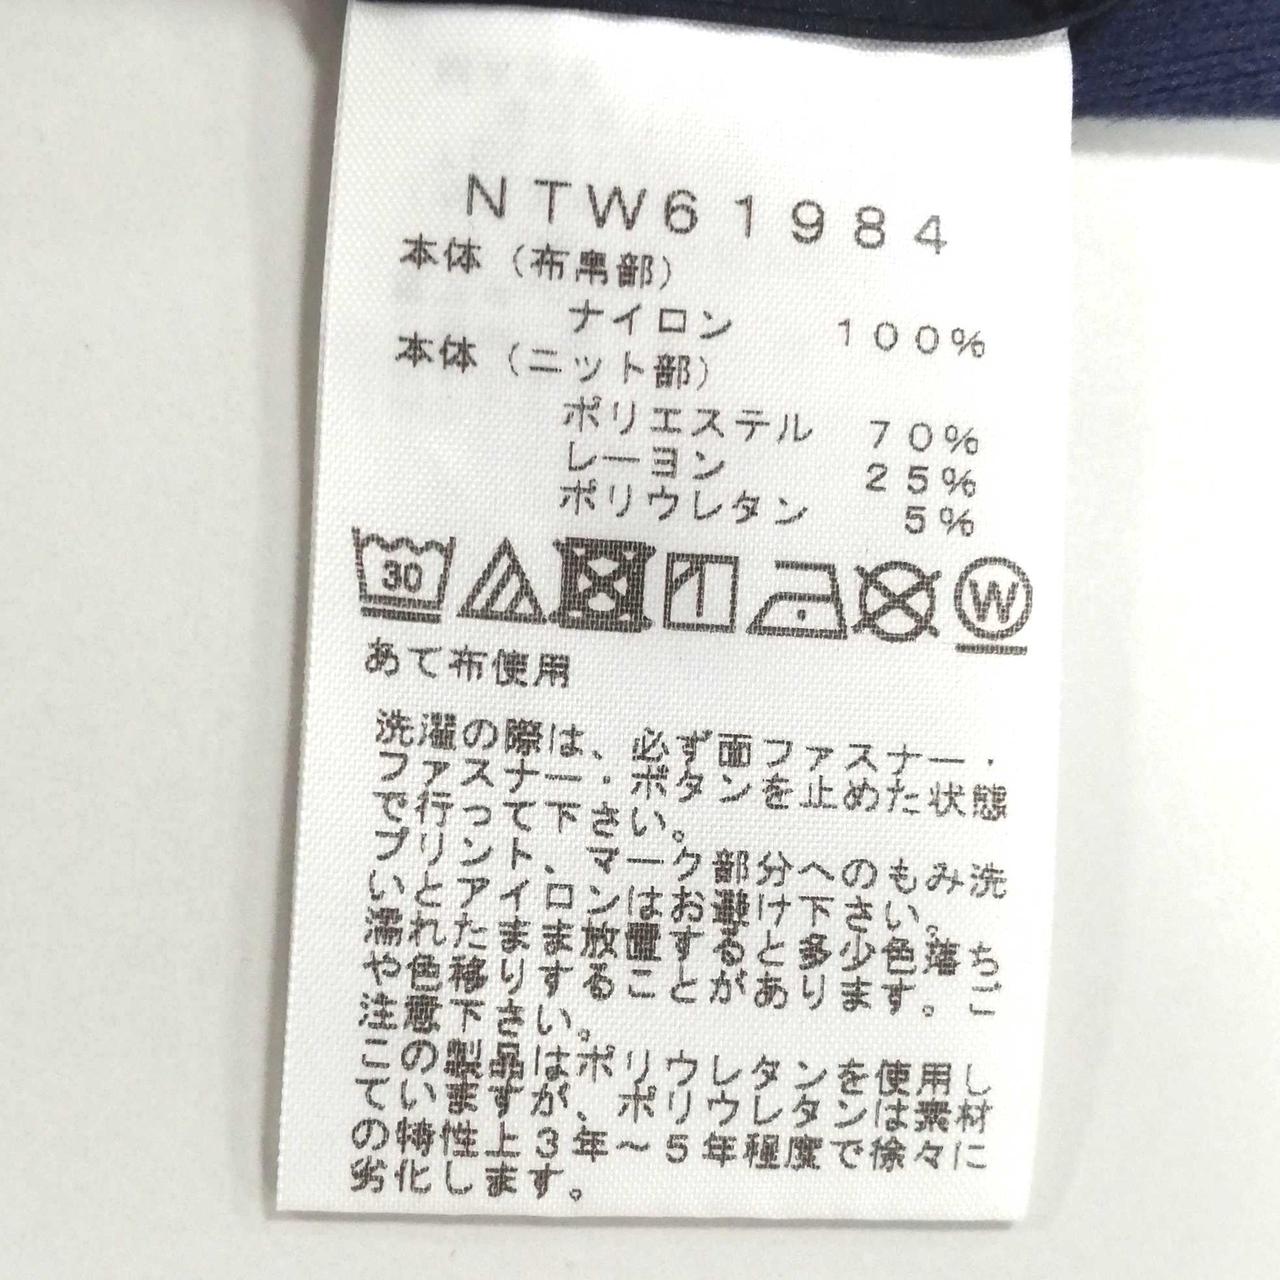 NTW61984
本体（布帛部）
ナイロン 100%
本体（ニット部）
ポリエステル 70%
レーヨン 25%
ポリウレタン 5%
30
W
あて布使用
洗濯の際は、必ず面ファスナー・
ファスナー・ボタンを止めた状態
で行って下さい。
プリント、マーク部分へのもみ洗
いとアイロンはお避け下さい。
濡れたまま放置すると多少色落ち
や色移りすることがあります。ご
注意下さい。
この製品はポリウレタンを使用し
ていますが、ポリウレタンは素材
の特性上3年～5年程度で徐々に
劣化します。